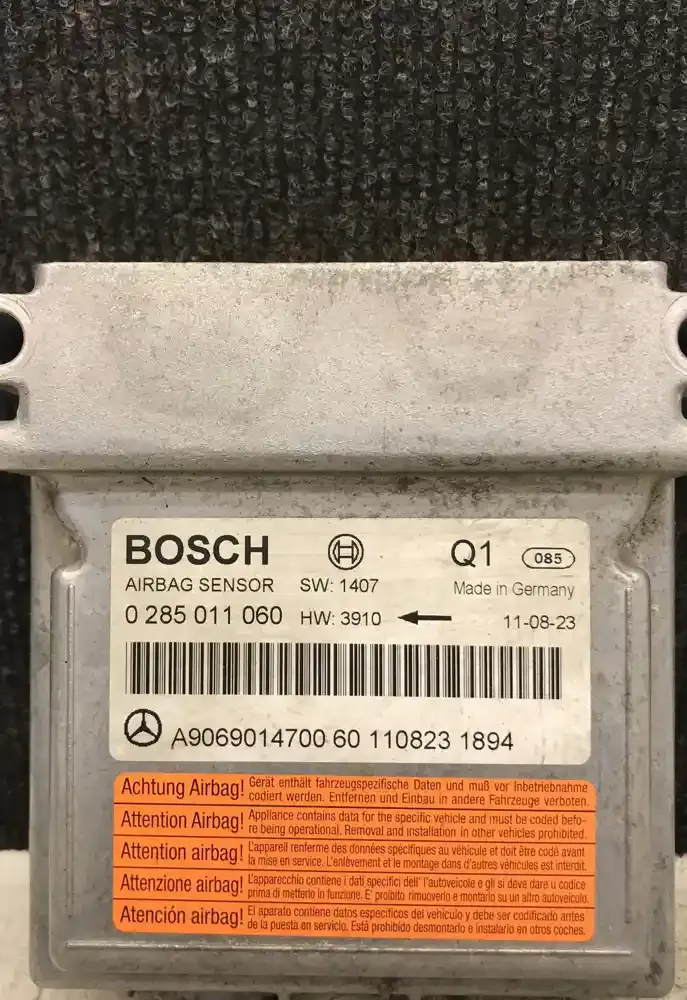 BOSCH Q1 085
AIRBAG SENSOR SW: 1407 Made in Germany
0 285 011 060 HW: 3910 11-08-23
A9069014700 60 110823 1894
Achtung Airbag! Gerät enthält fahrzeugspezifische Daten und muß vor Inbetriebnahme
codiert werden. Entfernen und Einbau in andere Fahrzeuge verboten.
Attention Airbag! Appliance contains data for the specific vehicle and must be coded befo-
re being operational. Removal and installation in other vehicles prohibited.
Attention airbag! L'appareil renferme des données spécifiques au véhicule et doit être codé avant
la mise en service. L'enlèvement et le montage dans d'autres véhicules est interdit.
Attenzione airbag! L'apparecchio contiene i dati specifici dell' l'autoveicole e gli si deve dare u codice
prima di metterlo in funzione. E' proibito rimuoverlo e montarlo su un altro autoveicolo.
Atención airbag! El aparato contiene datos específicos del vehículo y debe ser codificado antes
de la puesta en servicio. Está prohibido desmontarlo e instalarlo en otros coches.